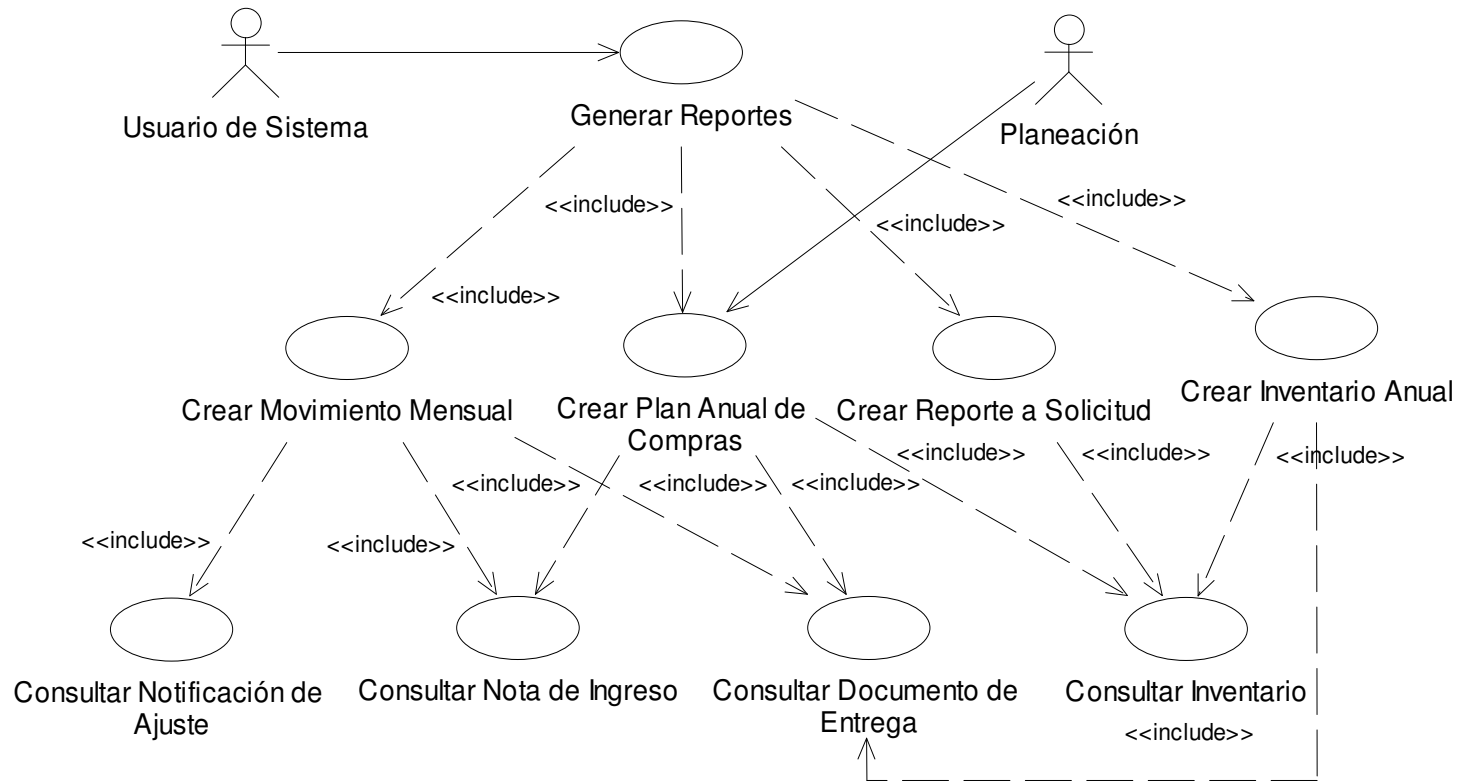 Usuario de Sistema
Generar Reportes
Planeación
<<include>>
<<include>>
<<include>>
<<include>>
Crear Movimiento Mensual
Crear Plan Anual de
Compras
Crear Reporte a Solicitud
Crear Inventario Anual
<<include>>
<<include>>
<<include>>
<<include>>
<<include>>
<<include>>
<<include>>
<<include>>
Consultar Notificación de
Ajuste
Consultar Nota de Ingreso
Consultar Documento de
Entrega
Consultar Inventario
<<include>>